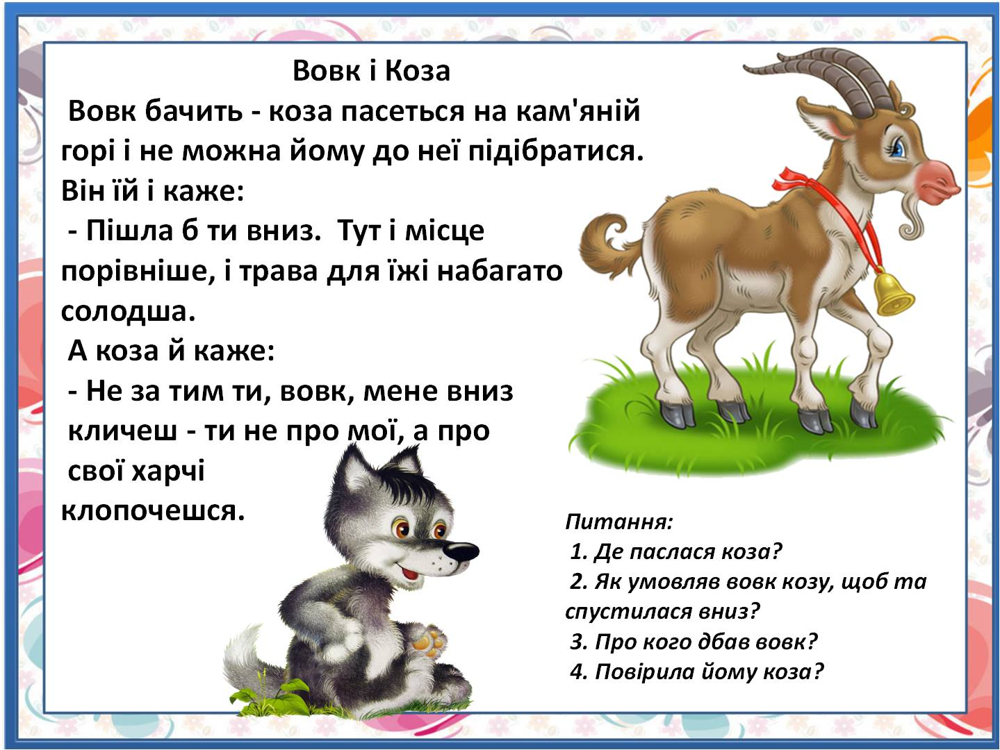 Вовк і Коза
Вовк бачить - коза пасеться на кам'яній
горі і не можна йому до неї підібратися.
Він їй і каже:
- Пішла б ти вниз. Тут і місце
порівніше, і трава для їжі набагато
солодша.
А коза й каже:
- Не за тим ти, вовк, мене вниз
кличеш - ти не про мої, а про
свої харчі
клопочешся.
Питання:
1. Де паслася коза?
2. Як умовляв вовк козу, щоб та
спустилася вниз?
3. Про кого дбав вовк?
4. Повірила йому коза?